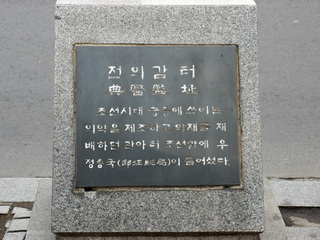 전의감 터
典醫監址
조선시대 궁중에 쓰이는
의약을 제조하고 약재를 재
배하던 관아 터 조선말에 우
정총국(郵征總局)이 들어섰다.